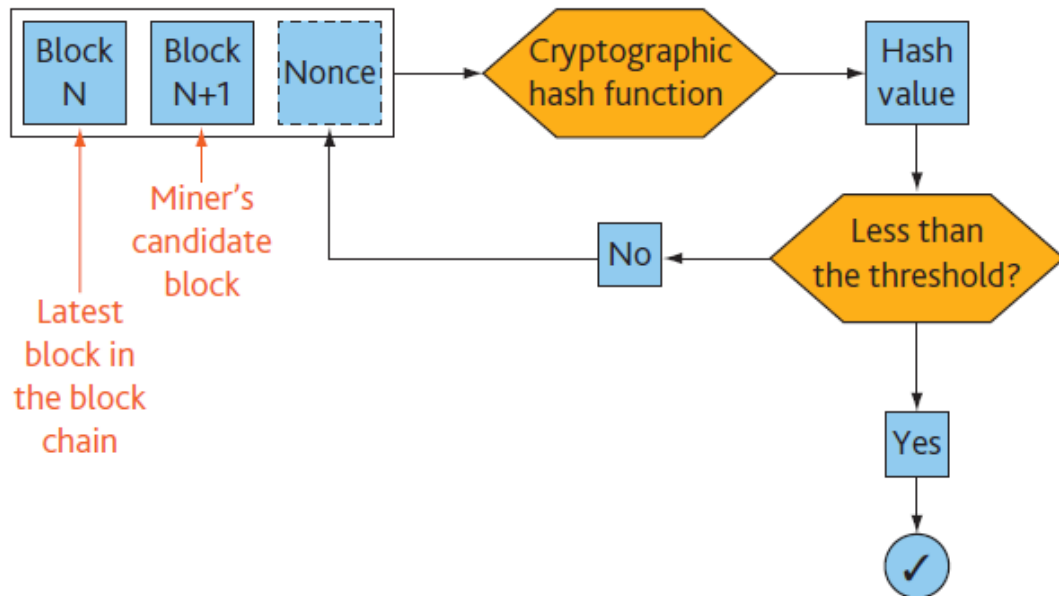 Block
N
Block
N+1
Nonce
Cryptographic
hash function
Hash
value
Miner's
candidate
block
Latest
block in
the block
chain
No
Less than
the threshold?
Yes
✓